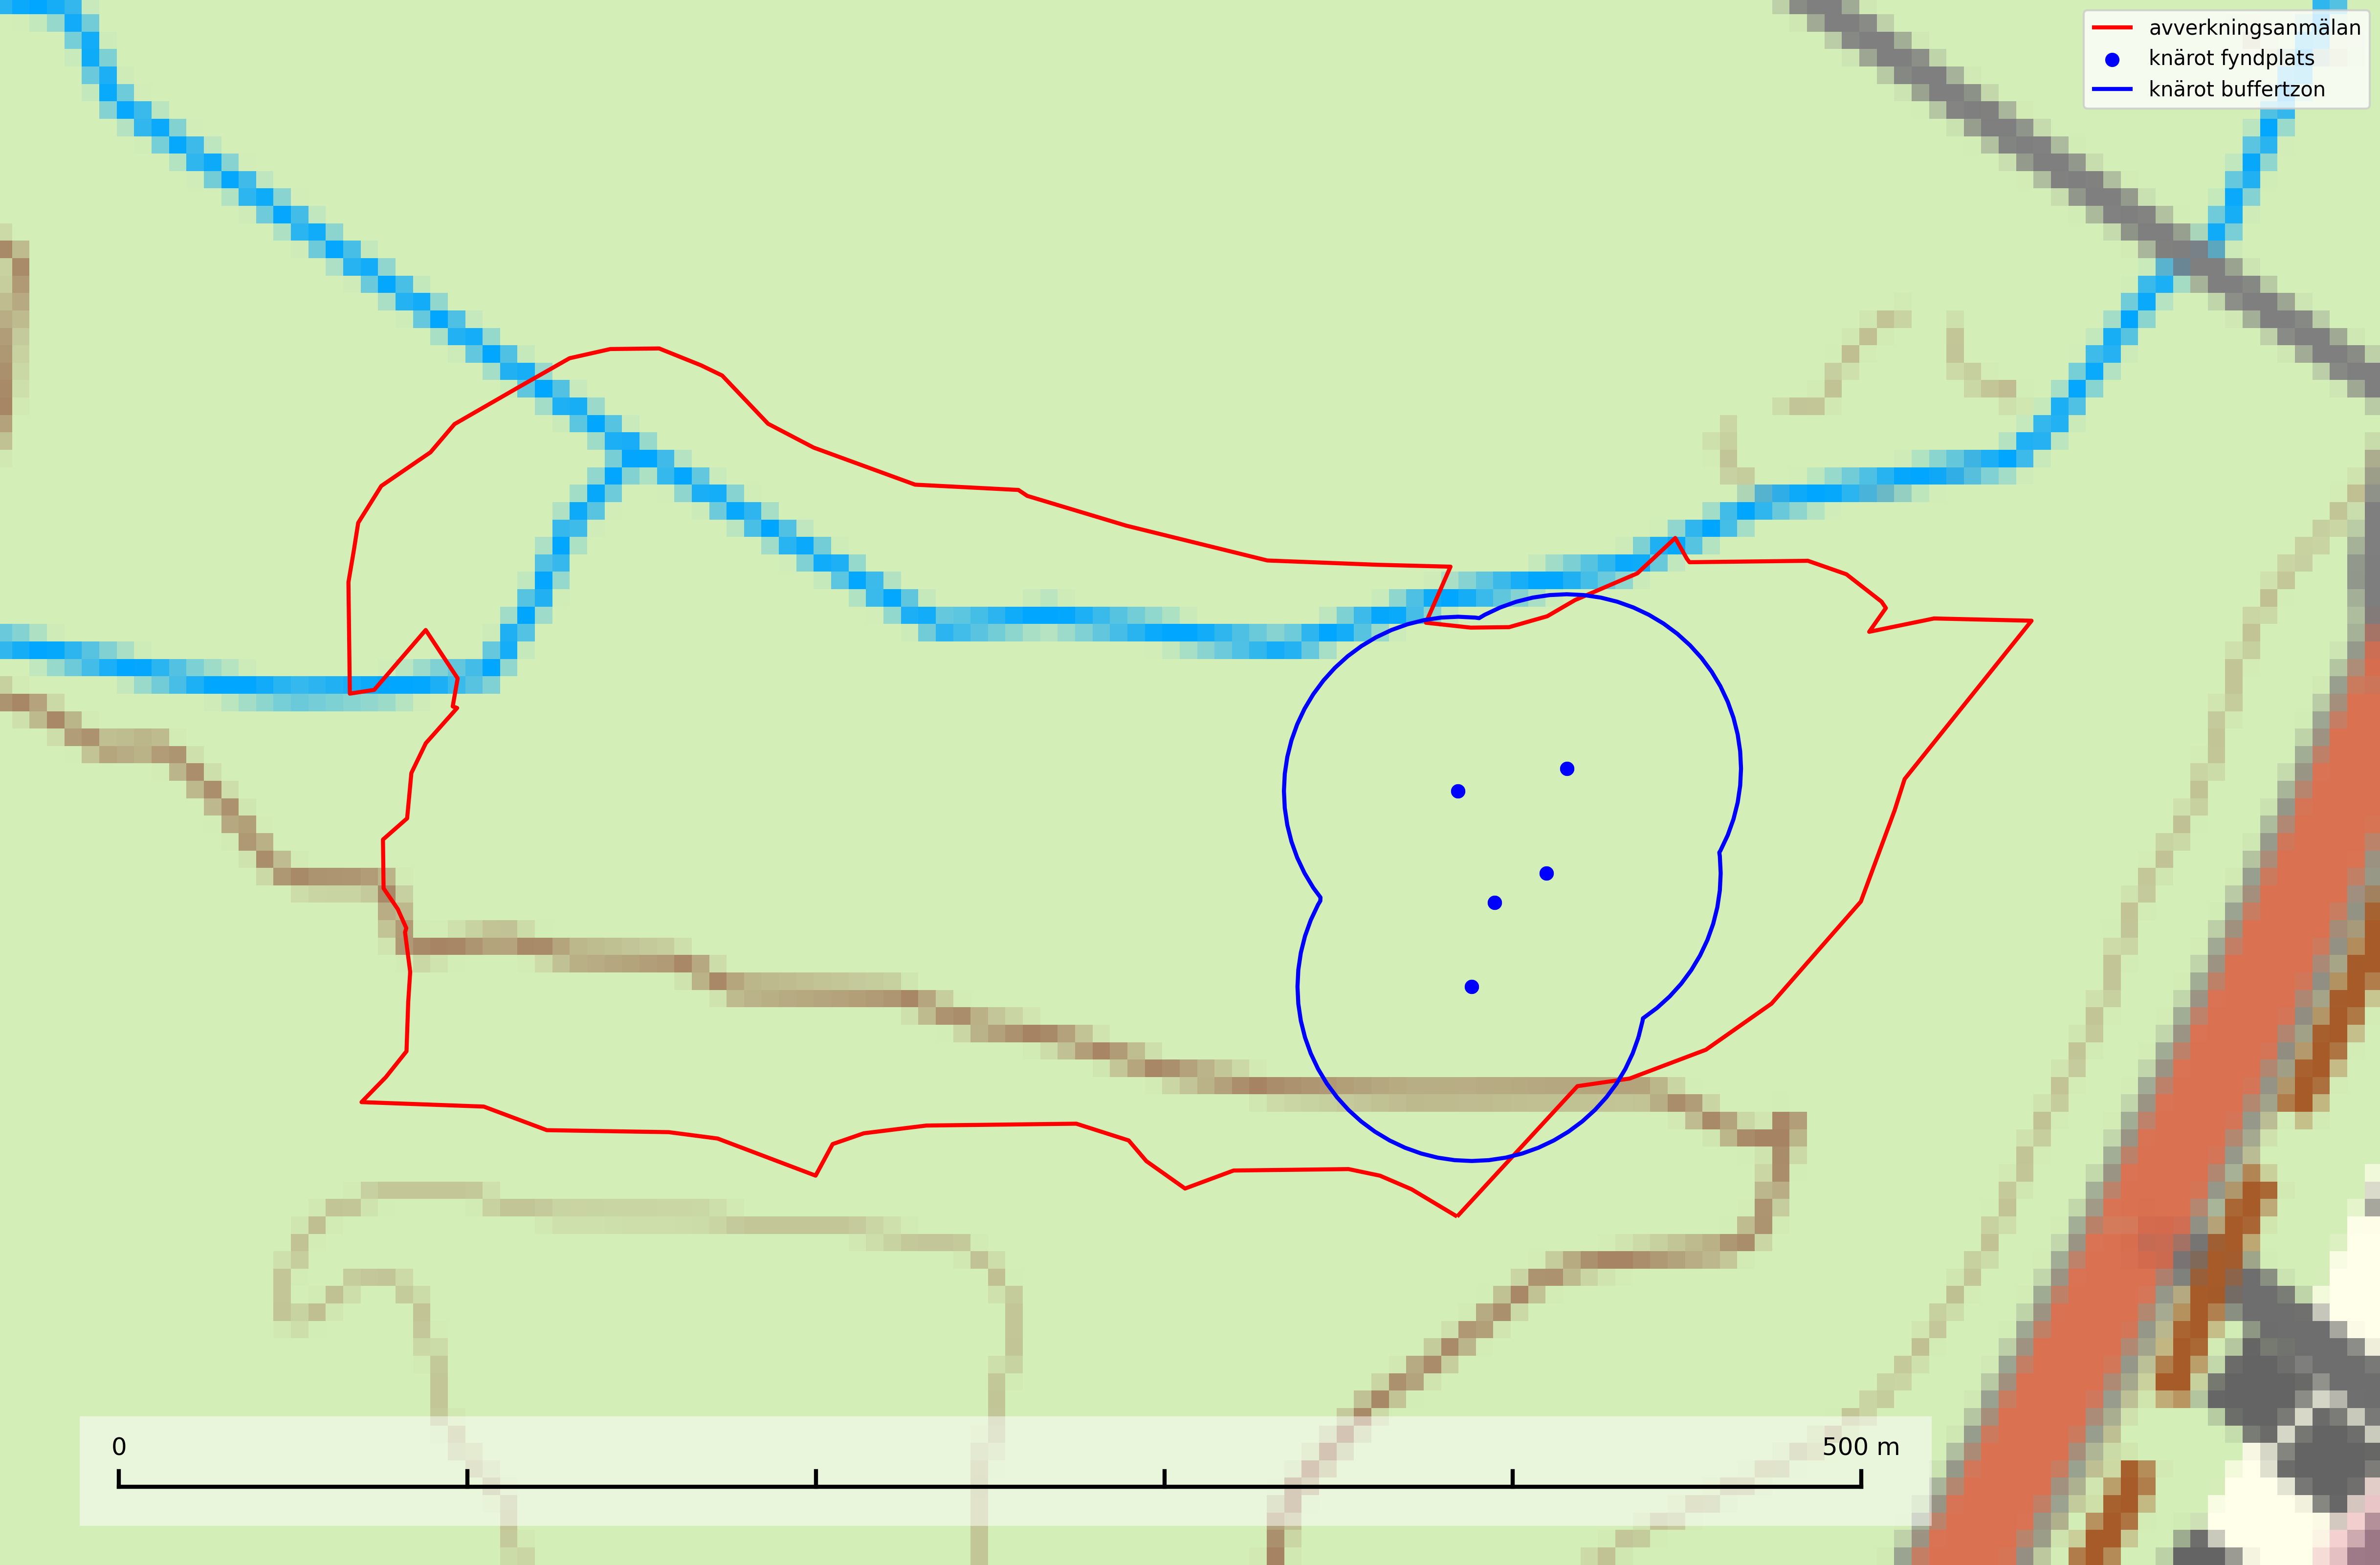 avverkningsanmälan
knärot fyndplats
knärot buffertzon
0
500 m